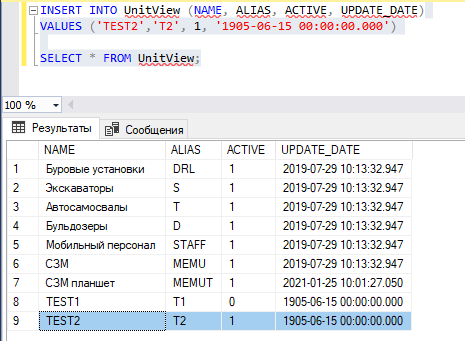 INSERT INTO UnitView (NAME, ALIAS, ACTIVE, UPDATE_DATE)
VALUES ('TEST2','T2', 1, '1905-06-15 00:00:00.000')
SELECT * FROM UnitView;
100 %
Результаты Сообщения
NAME ALIAS ACTIVE UPDATE_DATE
1 Буровые установки DRL 1 2019-07-29 10:13:32.947
2 Экскаваторы S 1 2019-07-29 10:13:32.947
3 Автосамосвалы T 1 2019-07-29 10:13:32.947
4 Бульдозеры D 1 2019-07-29 10:13:32.947
5 Мобильный персонал STAFF 1 2019-07-29 10:13:32.947
6 СЗМ MEMU 1 2019-07-29 10:13:32.947
7 СЗМ планшет MEMUT 1 2021-01-25 10:01:27.050
8 TEST1 T1 0 1905-06-15 00:00:00.000
9 TEST2 T2 1 1905-06-15 00:00:00.000